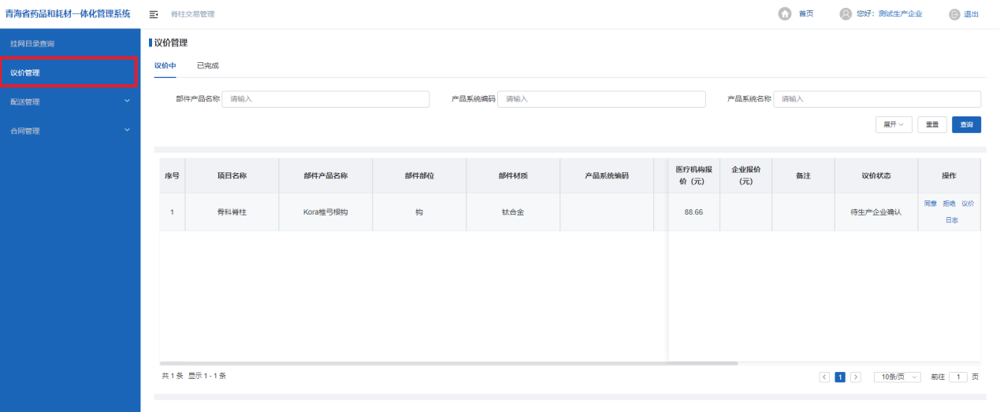 青海省药品和耗材一体化管理系统 脊柱交易管理 首页 您好：测试生产企业 退出
挂网目录查询
议价管理
配送管理
合同管理
议价管理
议价中 已完成
部件产品名称 请输入 产品系统编码 请输入 产品系统名称 请输入
展开 重置 查询
序号 项目名称 部件产品名称 部件部位 部件材质 产品系统编码 医疗机构报价（元） 企业报价（元） 备注 议价状态 操作
1 骨科脊柱 Kora椎弓根钩 钩 钛合金 88.66 待生产企业确认 同意 拒绝 议价
日志
共 1 条 显示 1 - 1 条 1 10条/页 前往 1 页